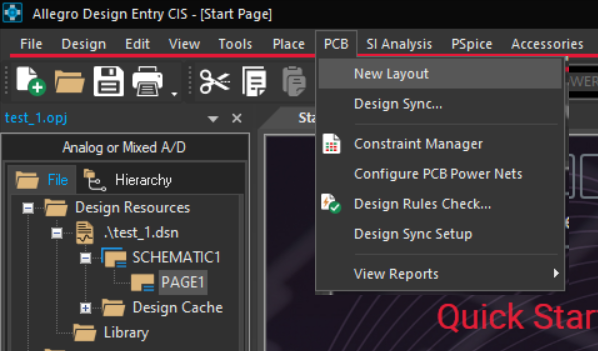 Allegro Design Entry CIS - [Start Page]
File Design Edit View Tools Place PCB SI Analysis PSpice Accessories
New Layout
Design Sync...
test_1.opj
Analog or Mixed A/D
Constraint Manager
File Hierarchy
Configure PCB Power Nets
Design Resources
Design Rules Check...
.\test_1.dsn
Design Sync Setup
SCHEMATIC1
View Reports
PAGE1
Design Cache
Library
Quick Star